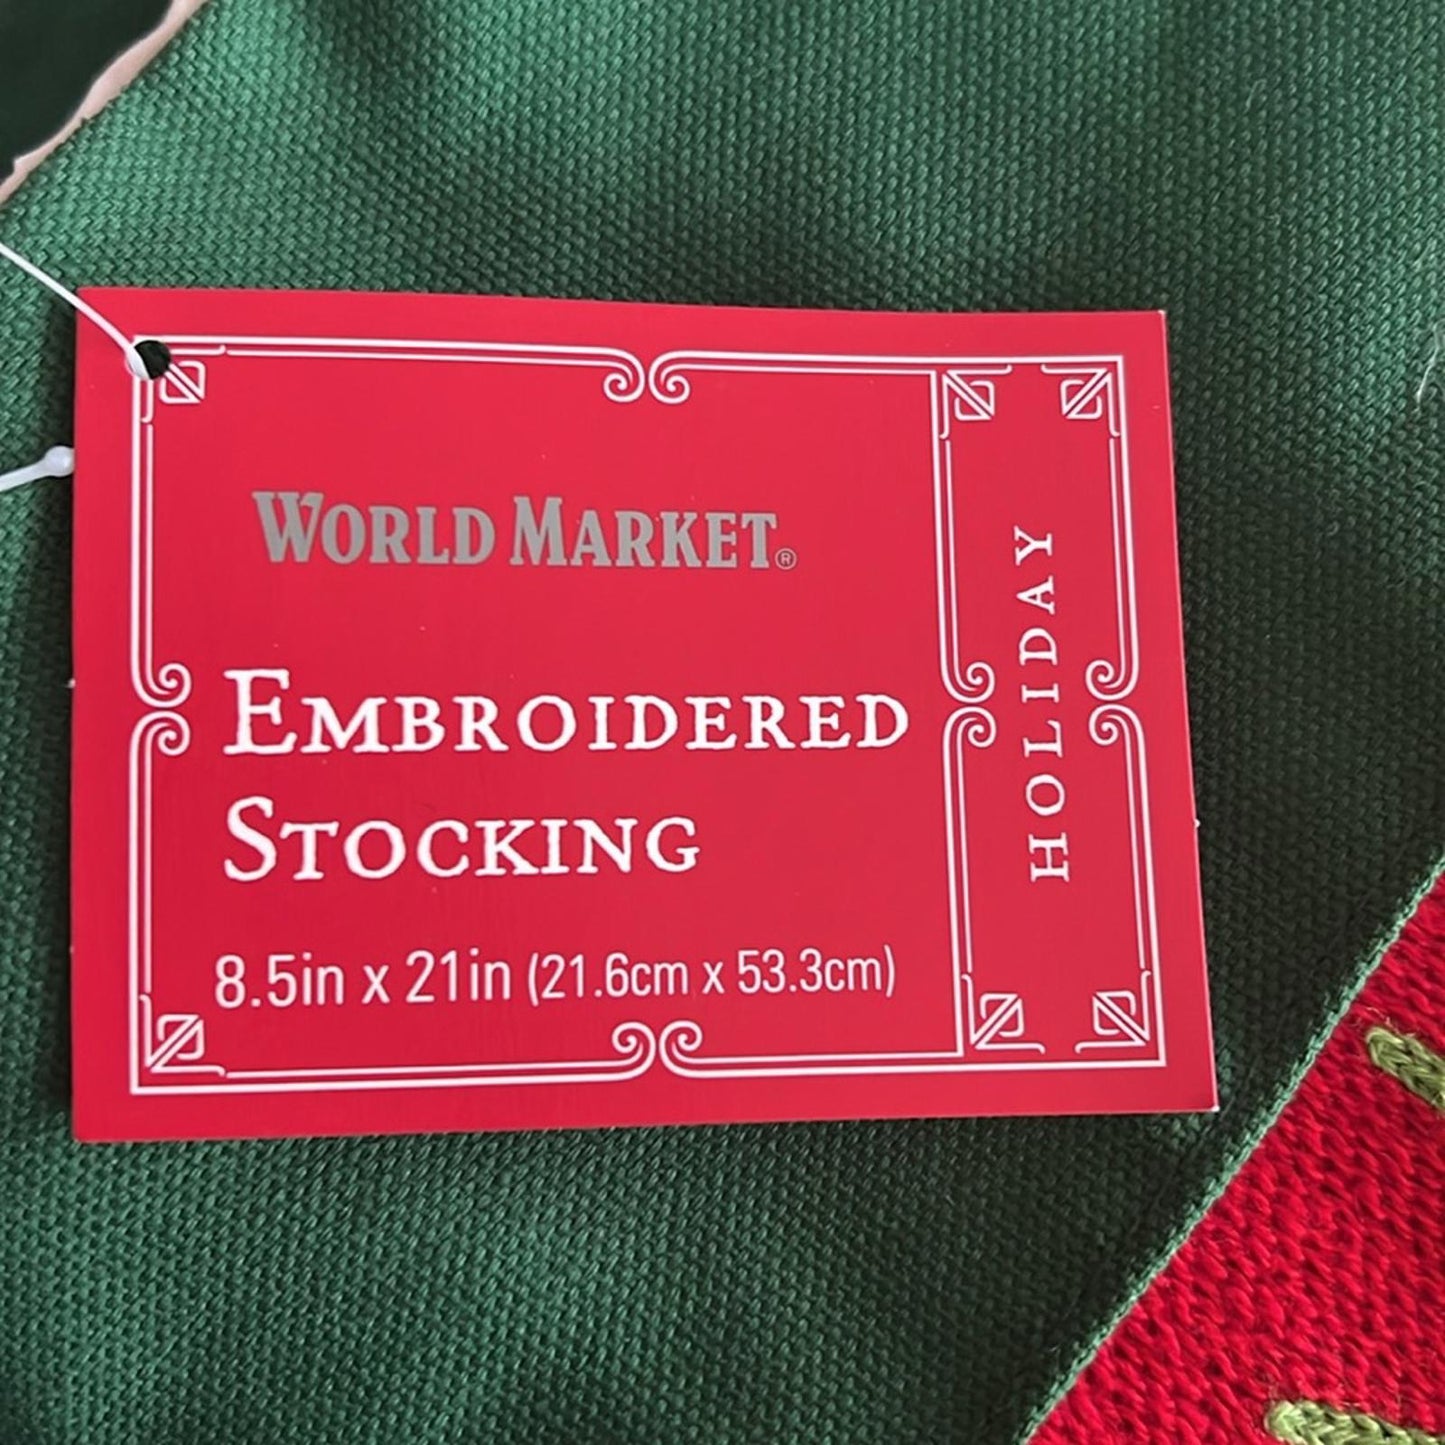 WORLD MARKET®
EMBROIDERED
STOCKING
8.5in x 21in (21.6cm x 53.3cm)
HOLIDAY